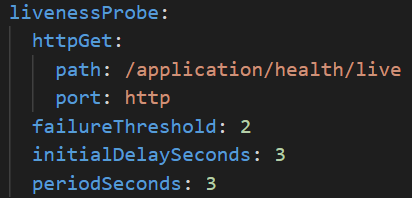 livenessProbe:
  httpGet:
    path: /application/health/live
    port: http
  failureThreshold: 2
  initialDelaySeconds: 3
  periodSeconds: 3